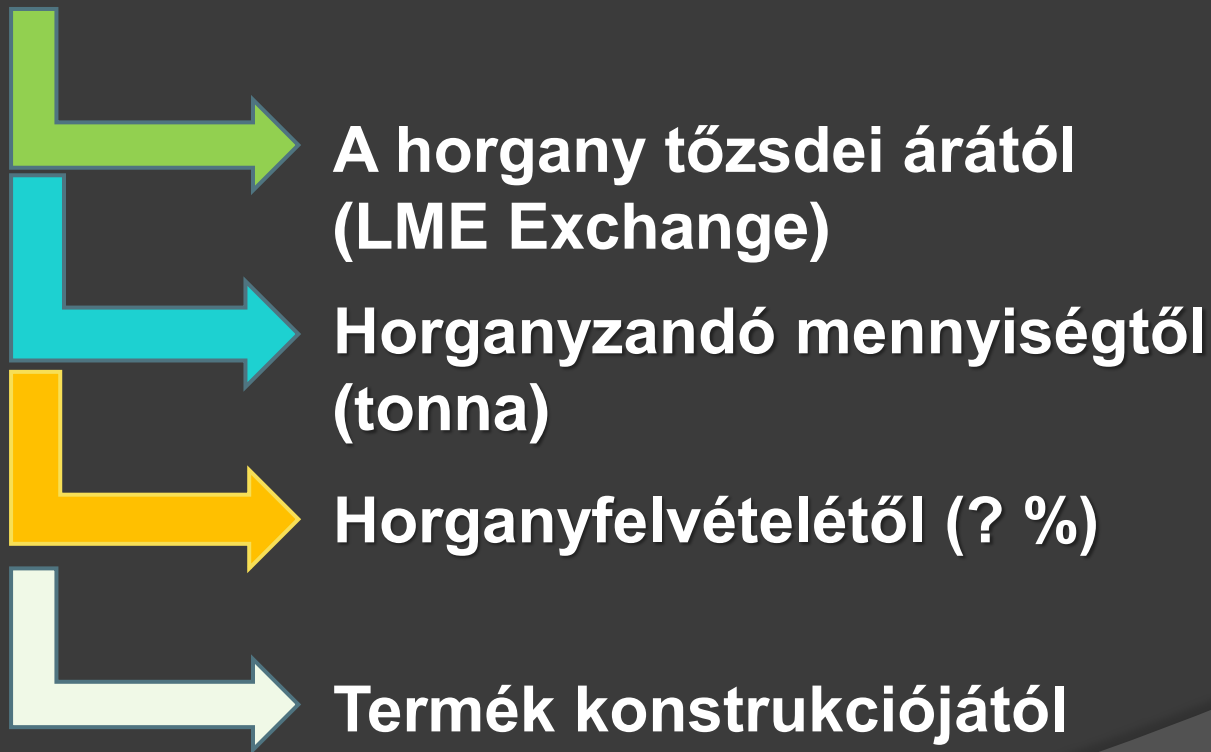 A horgany tőzsdei árától
(LME Exchange)
Horganyzandó mennyiségtől
(tonna)
Horganyfelvételétől (? %)
Termék konstrukciójától